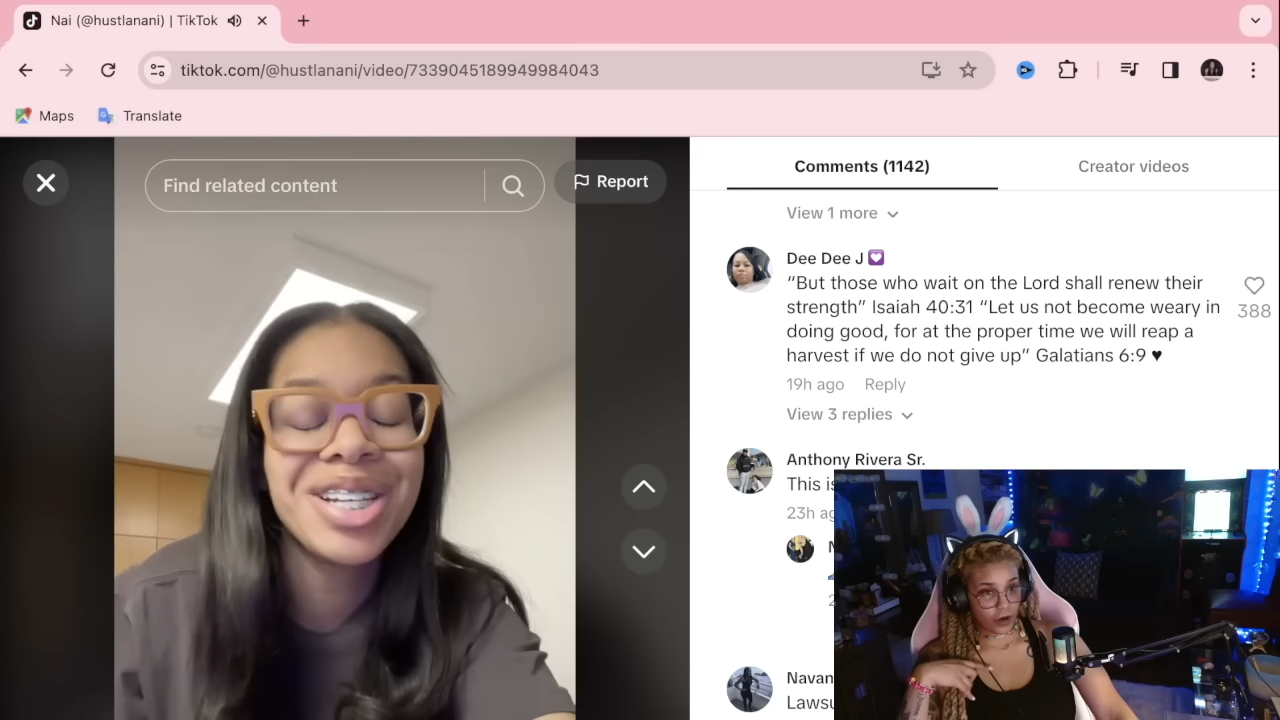 Nai (@hustlanani) | TikTok
tiktok.com/@hustlanani/video/7339045189949984043
Maps
Translate
Find related content
Report
Comments (1142)
Creator videos
View 1 more
Dee Dee J
“But those who wait on the Lord shall renew their
strength” Isaiah 40:31 “Let us not become weary in
doing good, for at the proper time we will reap a
harvest if we do not give up” Galatians 6:9 ♥
388
19h ago Reply
View 3 replies
Anthony Rivera Sr.
This
23h
Navan